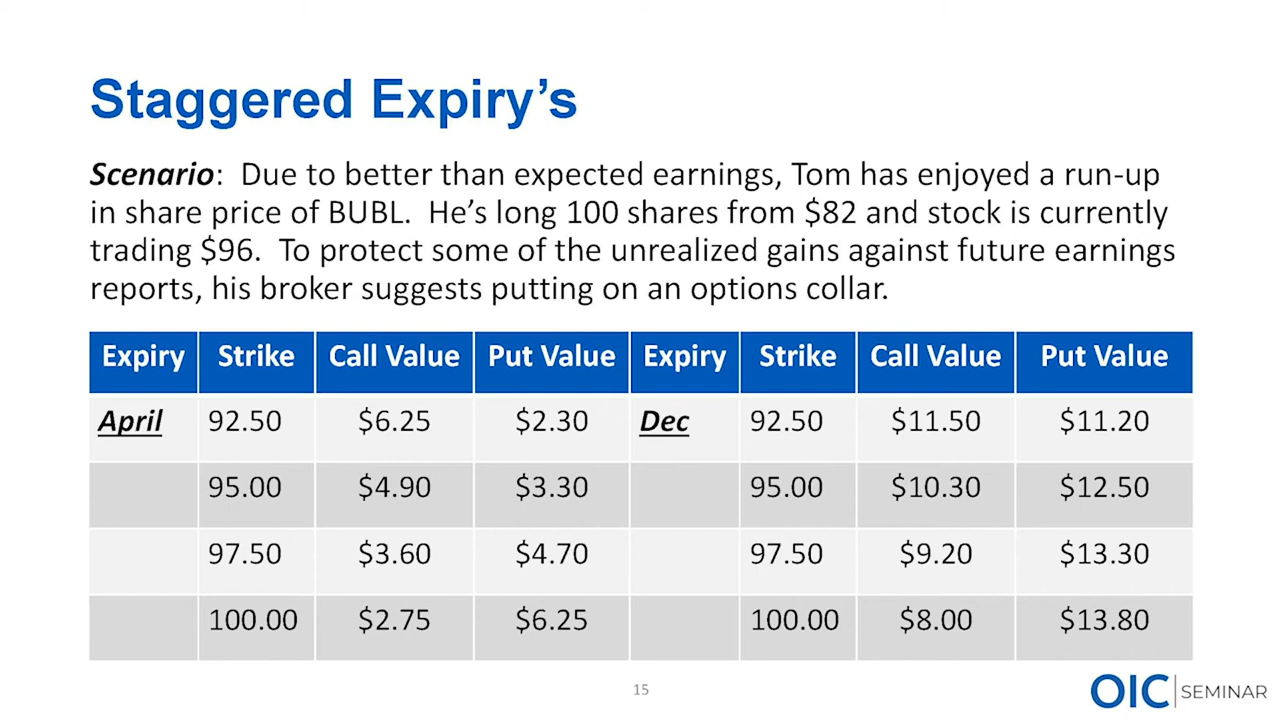 Staggered Expiry’s
Scenario: Due to better than expected earnings, Tom has enjoyed a run-up
in share price of BUBL. He’s long 100 shares from $82 and stock is currently
trading $96. To protect some of the unrealized gains against future earnings
reports, his broker suggests putting on an options collar.
Expiry Strike Call Value Put Value Expiry Strike Call Value Put Value
April 92.50 $6.25 $2.30 Dec 92.50 $11.50 $11.20
95.00 $4.90 $3.30 95.00 $10.30 $12.50
97.50 $3.60 $4.70 97.50 $9.20 $13.30
100.00 $2.75 $6.25 100.00 $8.00 $13.80
15
OIC SEMINAR